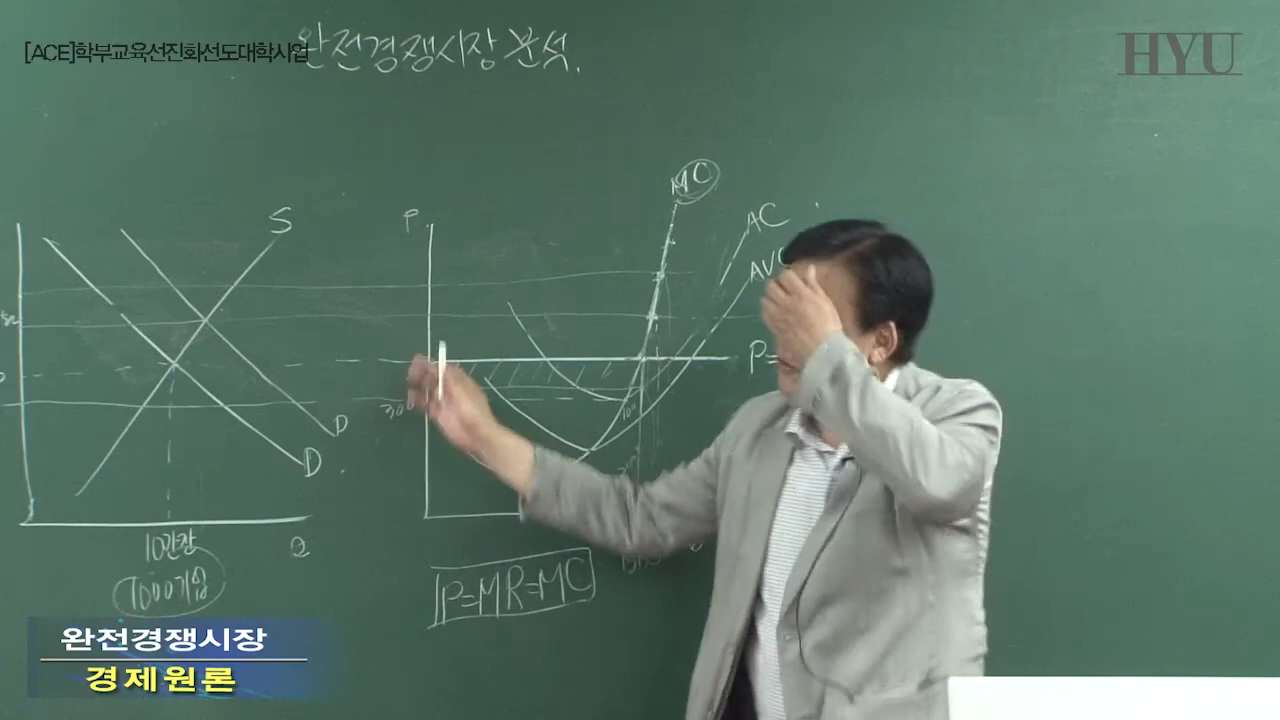 [ACE]학부교육선진화선도대학사업
완전경쟁시장 분석.
HYU
MC
AC
S
P
P=
D
D
300
10만잔
Q
1000기업
P=MR=MC
완전경쟁시장
경제원론